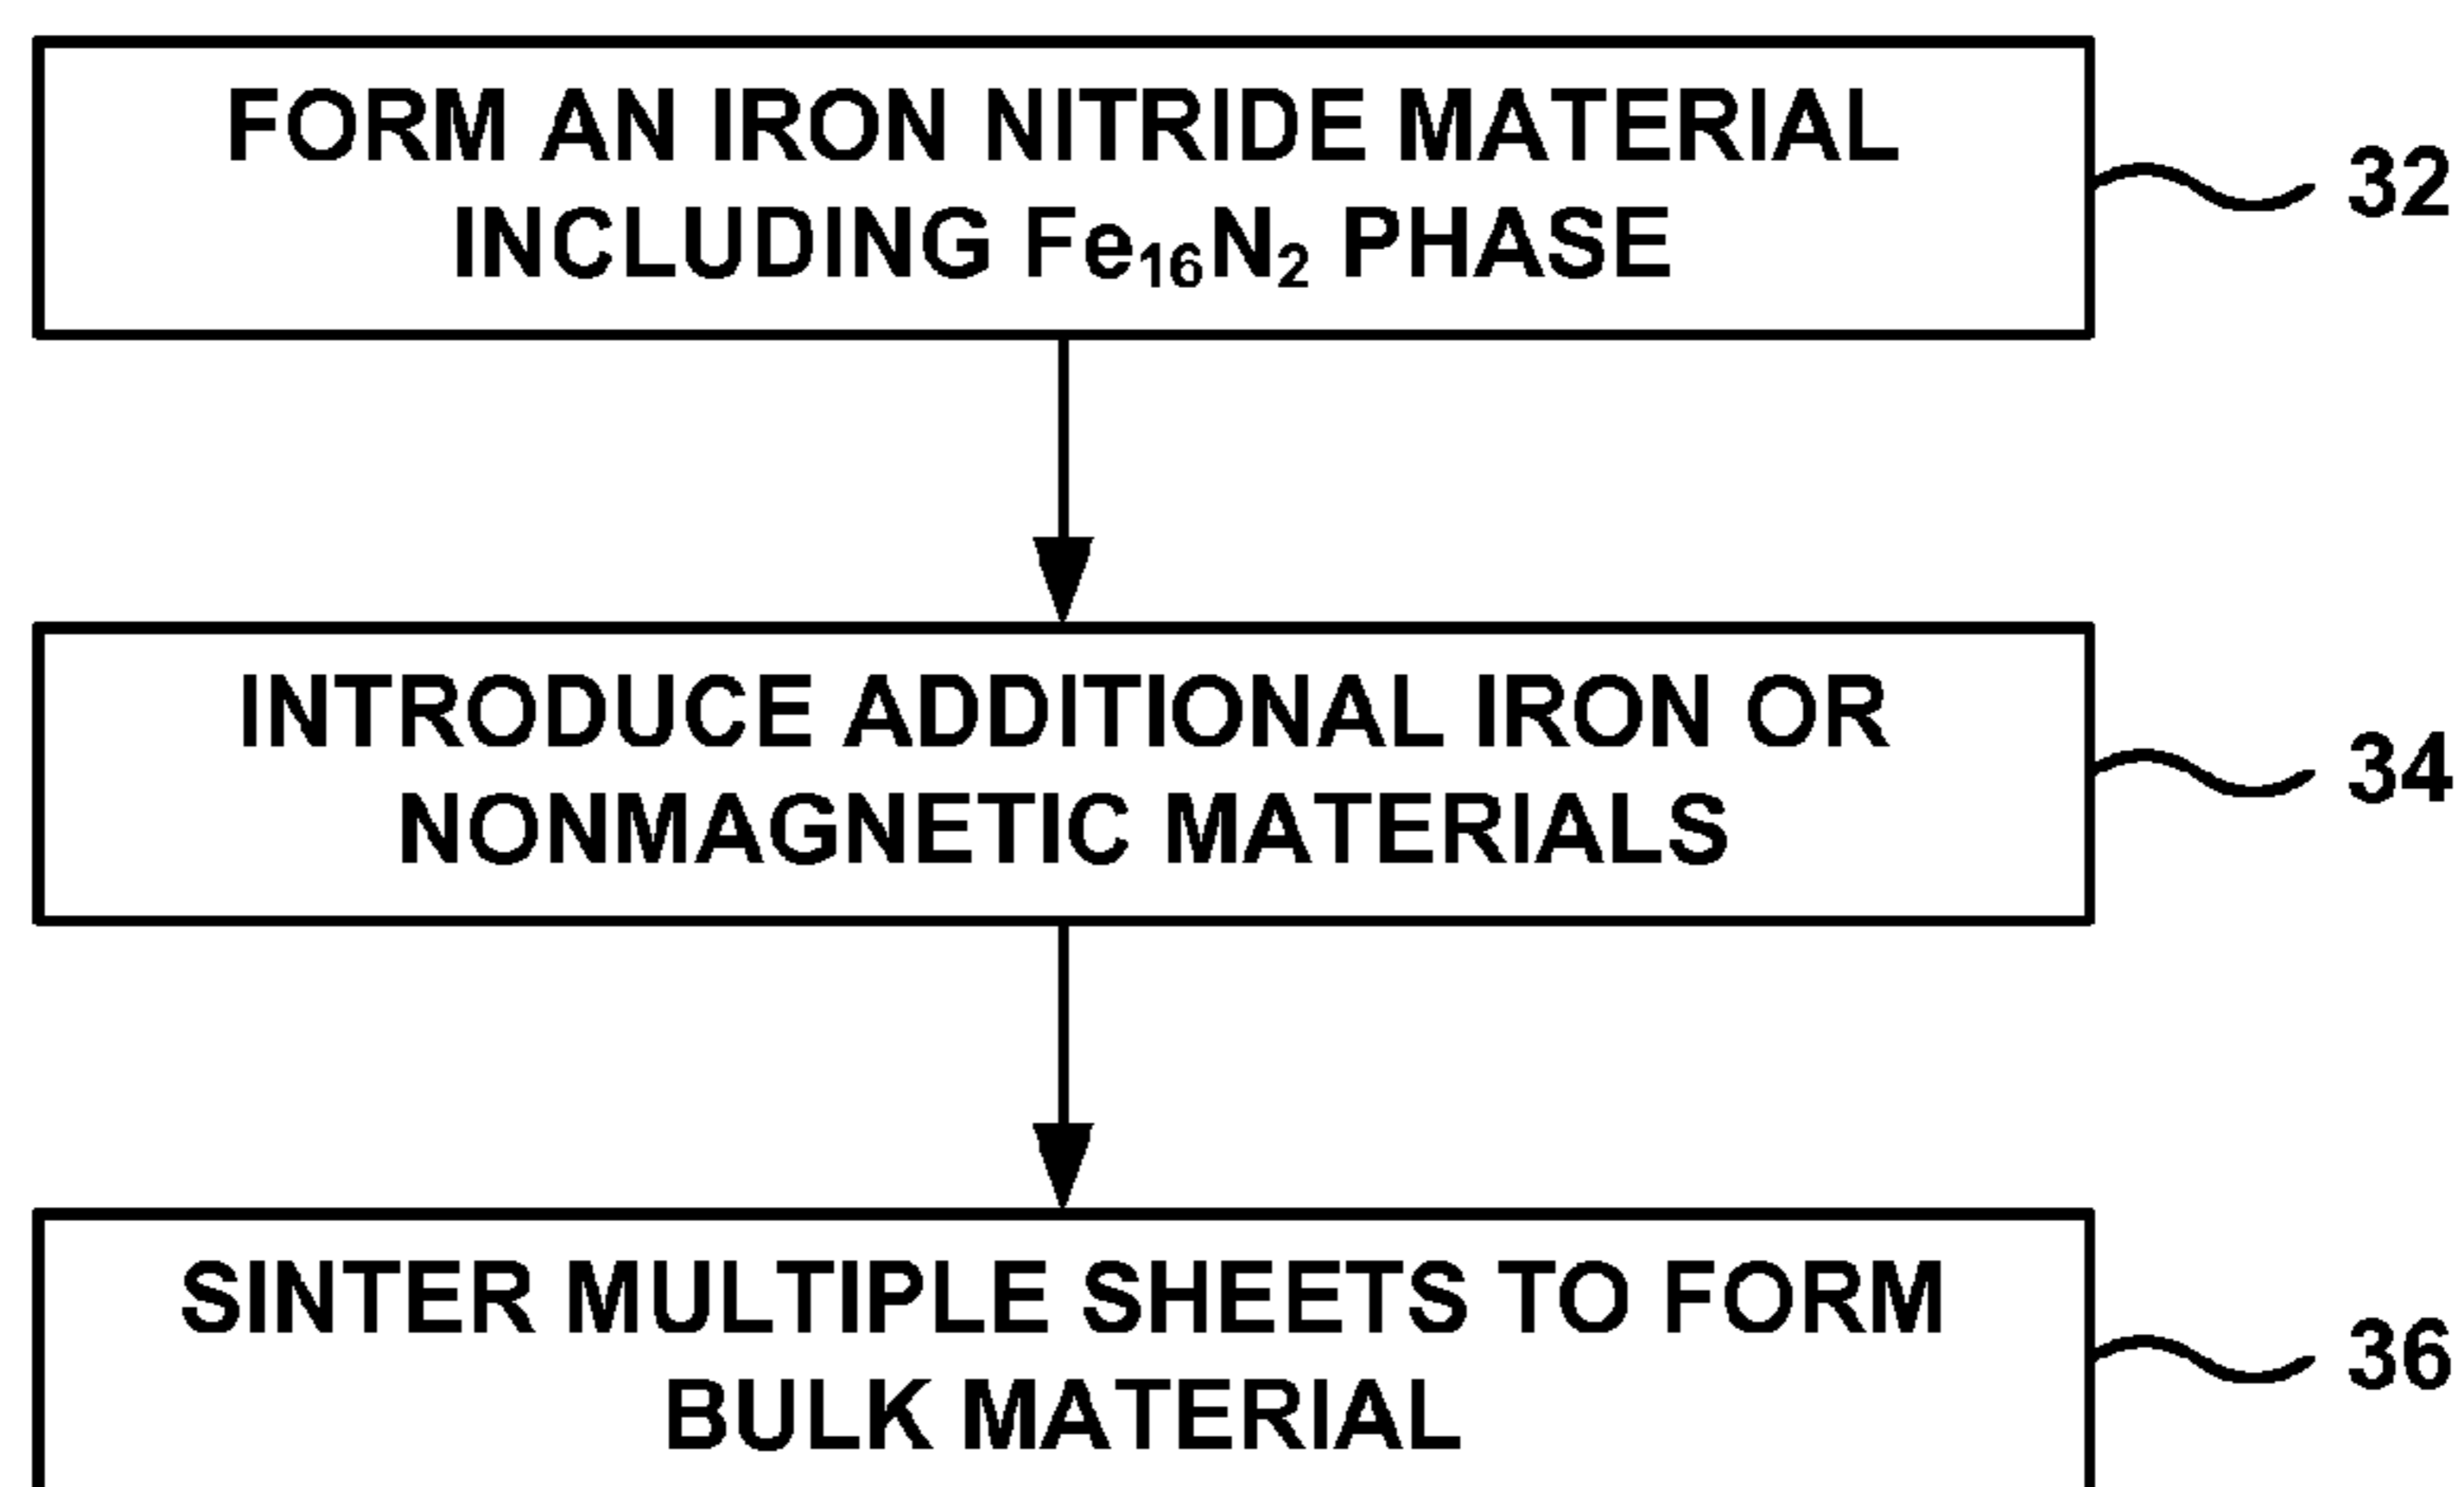 FORM AN IRON NITRIDE MATERIAL
INCLUDING Fe₁₆N₂ PHASE
32
INTRODUCE ADDITIONAL IRON OR
NONMAGNETIC MATERIALS
34
SINTER MULTIPLE SHEETS TO FORM
BULK MATERIAL
36